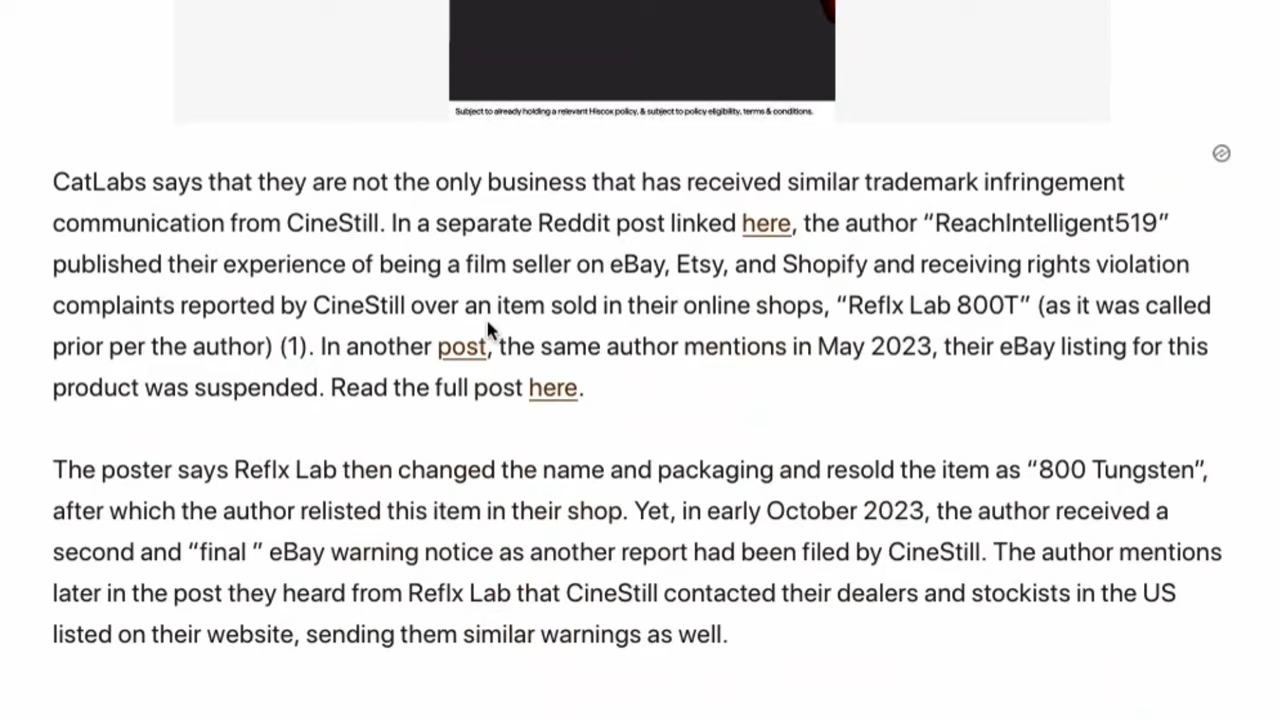 Subject to already holding a relevant Hiscox policy, & subject to policy eligibility, terms & conditions.
CatLabs says that they are not the only business that has received similar trademark infringement
communication from CineStill. In a separate Reddit post linked here, the author “ReachIntelligent519”
published their experience of being a film seller on eBay, Etsy, and Shopify and receiving rights violation
complaints reported by CineStill over an item sold in their online shops, “Reflx Lab 800T” (as it was called
prior per the author) (1). In another post, the same author mentions in May 2023, their eBay listing for this
product was suspended. Read the full post here.
The poster says Reflx Lab then changed the name and packaging and resold the item as “800 Tungsten”,
after which the author relisted this item in their shop. Yet, in early October 2023, the author received a
second and “final ” eBay warning notice as another report had been filed by CineStill. The author mentions
later in the post they heard from Reflx Lab that CineStill contacted their dealers and stockists in the US
listed on their website, sending them similar warnings as well.